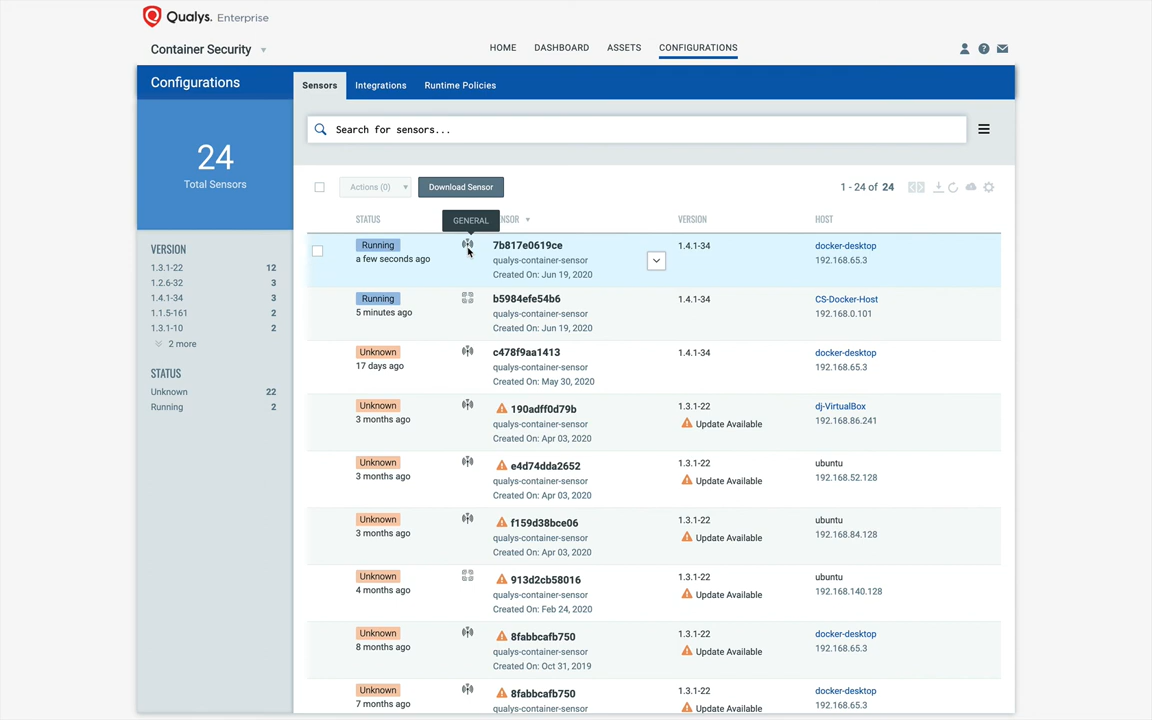 Qualys. Enterprise
Container Security
HOME DASHBOARD ASSETS CONFIGURATIONS
Configurations
Sensors Integrations Runtime Policies
24
Total Sensors
Search for sensors...
Actions (0) Download Sensor 1 - 24 of 24
STATUS GENERAL NSOR VERSION HOST
VERSION
1.3.1-22 12
1.2.6-32 3
1.4.1-34 3
1.1.5-161 2
1.3.1-10 2
2 more
STATUS
Unknown 22
Running 2
Running 7b817e0619ce 1.4.1-34 docker-desktop
a few seconds ago qualys-container-sensor 192.168.65.3
Created On: Jun 19, 2020
Running b5984efe54b6 1.4.1-34 CS-Docker-Host
5 minutes ago qualys-container-sensor 192.168.0.101
Created On: Jun 19, 2020
Unknown c478f9aa1413 1.4.1-34 docker-desktop
17 days ago qualys-container-sensor 192.168.65.3
Created On: May 30, 2020
Unknown 190adff0d79b 1.3.1-22 dj-VirtualBox
3 months ago qualys-container-sensor Update Available 192.168.86.241
Created On: Apr 03, 2020
Unknown e4d74dda2652 1.3.1-22 ubuntu
3 months ago qualys-container-sensor Update Available 192.168.52.128
Created On: Apr 03, 2020
Unknown f159d38bce06 1.3.1-22 ubuntu
3 months ago qualys-container-sensor Update Available 192.168.84.128
Created On: Apr 03, 2020
Unknown 913d2cb58016 1.3.1-22 ubuntu
4 months ago qualys-container-sensor Update Available 192.168.140.128
Created On: Feb 24, 2020
Unknown 8fabbcafb750 1.3.1-22 docker-desktop
8 months ago qualys-container-sensor Update Available 192.168.65.3
Created On: Oct 31, 2019
Unknown 8fabbcafb750 1.3.1-22 docker-desktop
7 months ago qualys-container-sensor Update Available 192.168.65.3